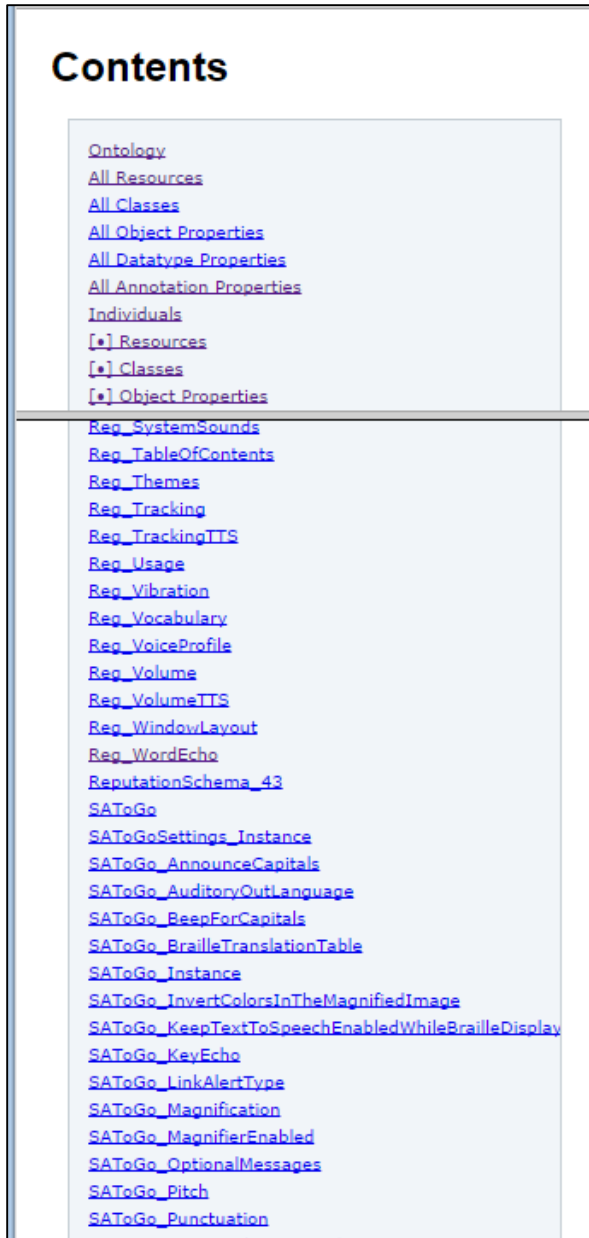 Contents
Ontology
All Resources
All Classes
All Object Properties
All Datatype Properties
All Annotation Properties
Individuals
[•] Resources
[•] Classes
[•] Object Properties
Reg_SystemSounds
Reg_TableOfContents
Reg_Themes
Reg_Tracking
Reg_TrackingTTS
Reg_Usage
Reg_Vibration
Reg_Vocabulary
Reg_VoiceProfile
Reg_Volume
Reg_VolumeTTS
Reg_WindowLayout
Reg_WordEcho
ReputationSchema_43
SAToGo
SAToGoSettings_Instance
SAToGo_AnnounceCapitals
SAToGo_AuditoryOutLanguage
SAToGo_BeepForCapitals
SAToGo_BrailleTranslationTable
SAToGo_Instance
SAToGo_InvertColorsInTheMagnifiedImage
SAToGo_KeepTextToSpeechEnabledWhileBrailleDisplay
SAToGo_KeyEcho
SAToGo_LinkAlertType
SAToGo_Magnification
SAToGo_MagnifierEnabled
SAToGo_OptionalMessages
SAToGo_Pitch
SAToGo_Punctuation